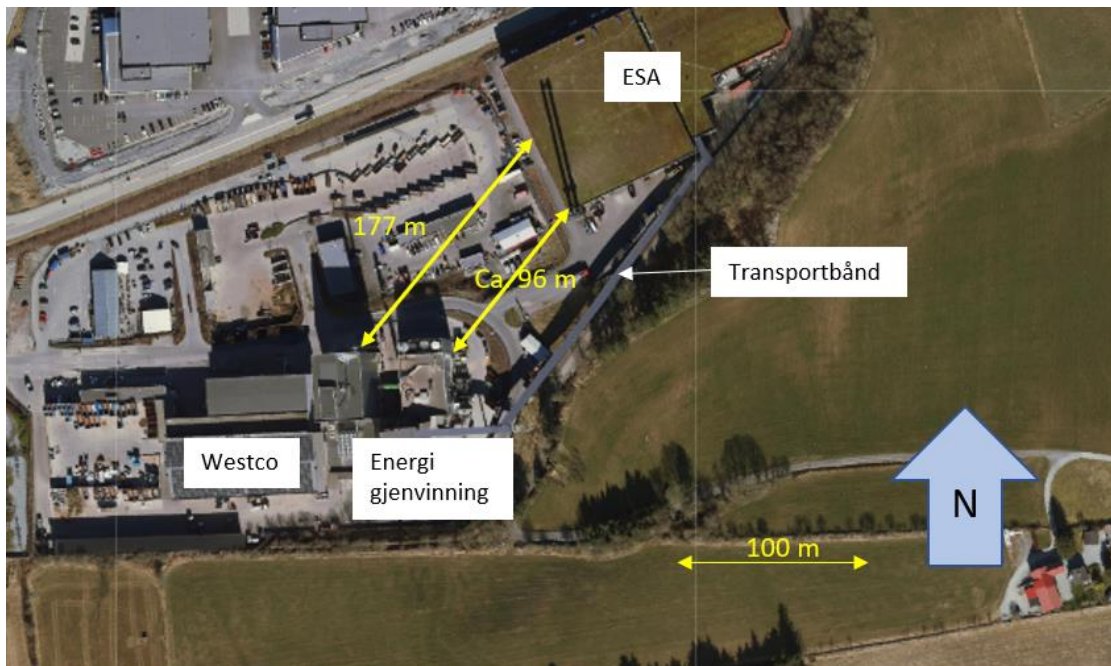 ESA
177 m
Ca. 96 m
Transportbånd
Westco
Energi
gjenvinning
N
100 m